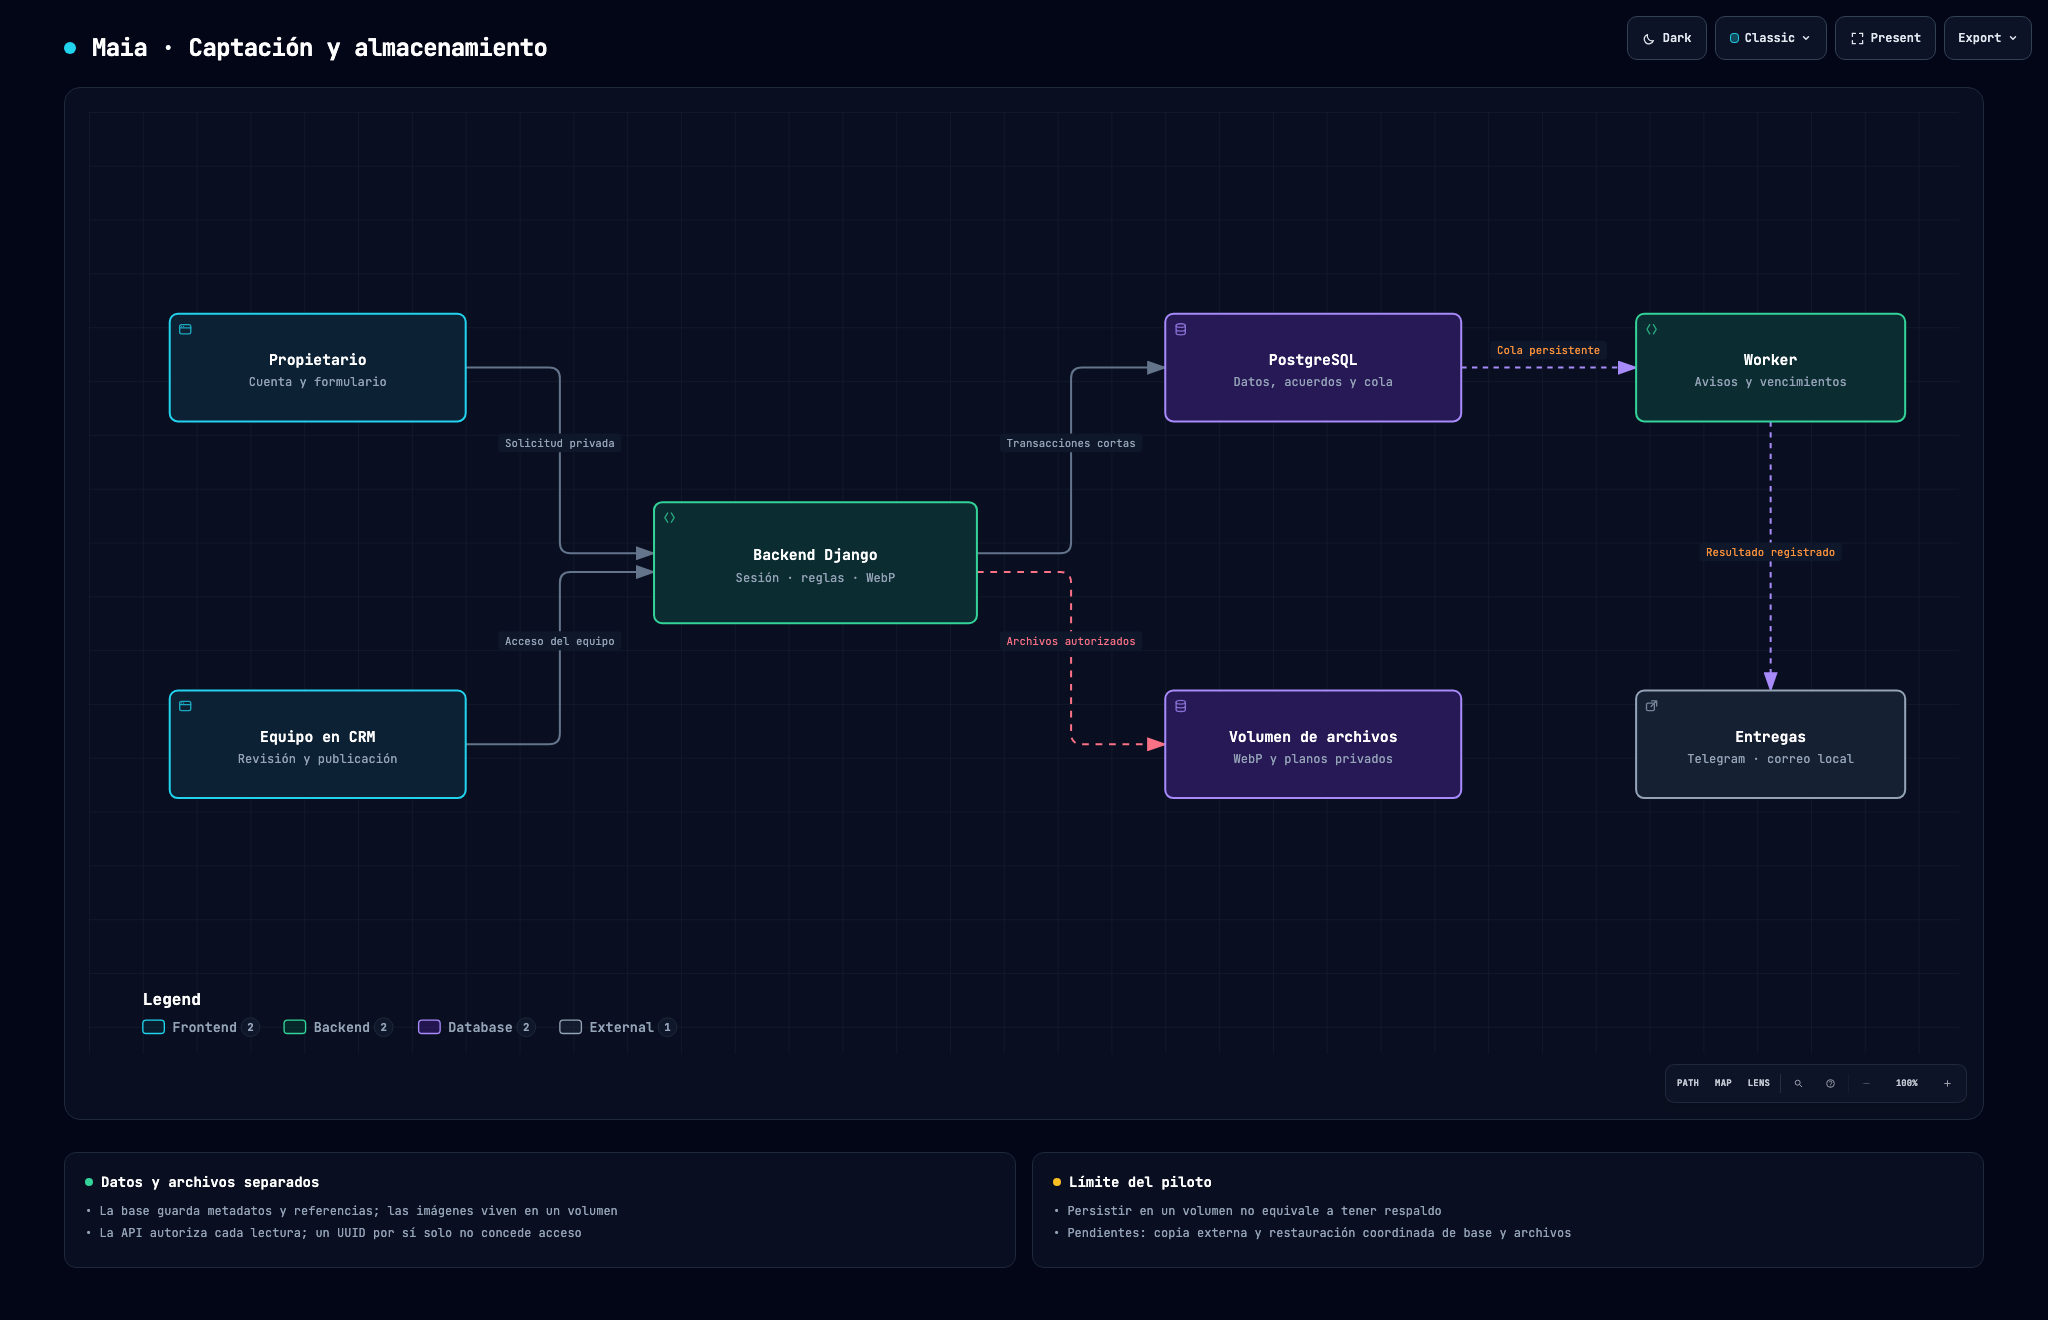 Maia · Captación y almacenamiento
Dark
Classic
Present
Export
Propietario
Cuenta y formulario
PostgreSQL
Datos, acuerdos y cola
Cola persistente
Worker
Avisos y vencimientos
Solicitud privada
Transacciones cortas
Backend Django
Sesión · reglas · WebP
Resultado registrado
Acceso del equipo
Archivos autorizados
Equipo en CRM
Revisión y publicación
Volumen de archivos
WebP y planos privados
Entregas
Telegram · correo local
Legend
Frontend 2
Backend 2
Database 2
External 1
PATH MAP LENS − 100% +
Datos y archivos separados
• La base guarda metadatos y referencias; las imágenes viven en un volumen
• La API autoriza cada lectura; un UUID por sí solo no concede acceso
Límite del piloto
• Persistir en un volumen no equivale a tener respaldo
• Pendientes: copia externa y restauración coordinada de base y archivos